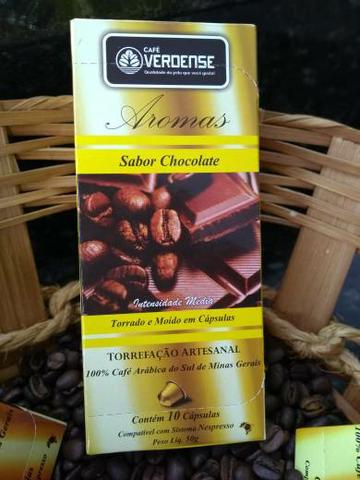 CAFÉ
VERDENSE
Qualidade do jeito que você gosta!
Aromas
Sabor Chocolate
Intensidade Média
Torrado e Moído em Cápsulas
TORREFAÇÃO ARTESANAL
100% Café Arábica do Sul de Minas Gerais
Contém 10 Cápsulas
Compatível com Sistema Nespresso
Peso Líq. 50g